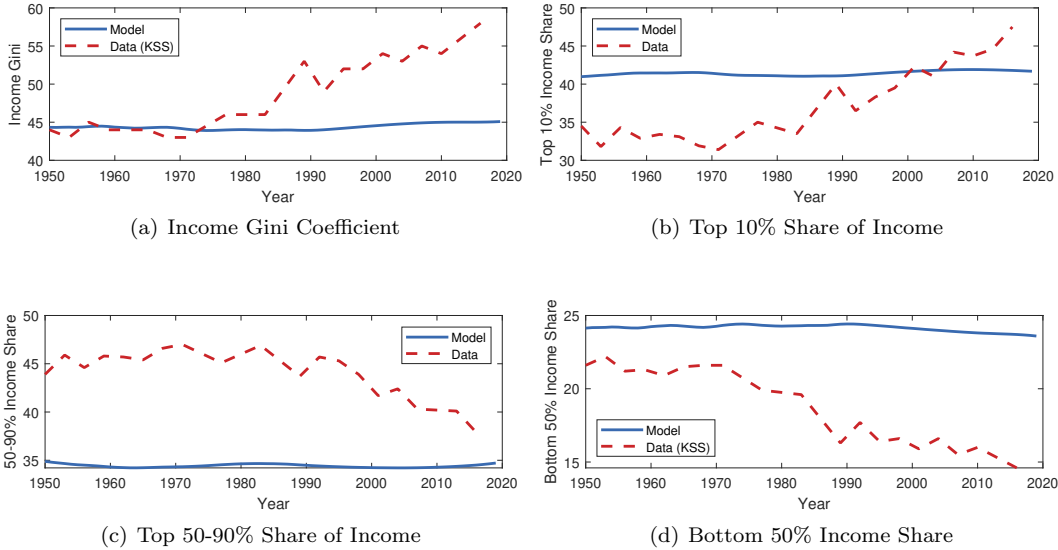 Income Gini
60
55
50
45
40
Model
Data (KSS)
1950 1960 1970 1980 1990 2000 2010 2020
Year
(a) Income Gini Coefficient
Top 10% Income Share
50
45
40
35
30
Model
Data
1950 1960 1970 1980 1990 2000 2010 2020
Year
(b) Top 10% Share of Income
50-90% Income Share
50
45
40
35
Model
Data
1950 1960 1970 1980 1990 2000 2010 2020
Year
(c) Top 50-90% Share of Income
Bottom 50% Income Share
25
20
15
Model
Data (KSS)
1950 1960 1970 1980 1990 2000 2010 2020
Year
(d) Bottom 50% Income Share